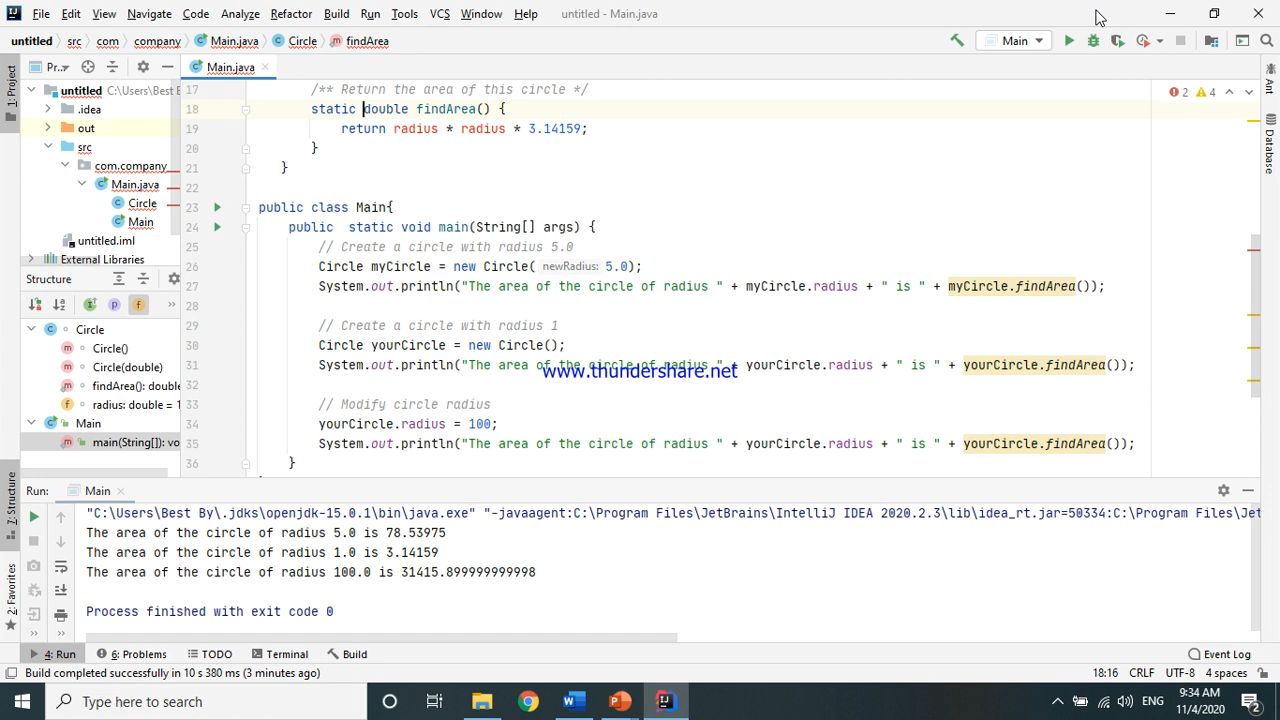 File Edit View Navigate Code Analyze Refactor Build Run Tools VCS Window Help untitled - Main.java
untitled src com company Main.java Circle findArea Main
1: Project Pr... Main.java Ant
Database
untitled C:\Users\Best B
.idea
out
src
com.company
Main.java
Circle
Main
untitled.iml
External Libraries
Structure
Circle
Circle()
Circle(double)
findArea(): double
radius: double = 1
Main
main(String[]): vo
7: Structure
2: Favorites
2 4
17 /** Return the area of this circle */
18 static double findArea() {
19 return radius * radius * 3.14159;
20 }
21 }
22
23 public class Main{
24 public static void main(String[] args) {
25 // Create a circle with radius 5.0
26 Circle myCircle = new Circle( newRadius: 5.0);
27 System.out.println("The area of the circle of radius " + myCircle.radius + " is " + myCircle.findArea());
28
29 // Create a circle with radius 1
30 Circle yourCircle = new Circle();
31 System.out.println("The area of the circle of radius " + yourCircle.radius + " is " + yourCircle.findArea());
www.thundershare.net
32
33 // Modify circle radius
34 yourCircle.radius = 100;
35 System.out.println("The area of the circle of radius " + yourCircle.radius + " is " + yourCircle.findArea());
36 }
Run: Main
"C:\Users\Best By\.jdks\openjdk-15.0.1\bin\java.exe" "-javaagent:C:\Program Files\JetBrains\IntelliJ IDEA 2020.2.3\lib\idea_rt.jar=50334:C:\Program Files\Jet
The area of the circle of radius 5.0 is 78.53975
The area of the circle of radius 1.0 is 3.14159
The area of the circle of radius 100.0 is 31415.899999999998
Process finished with exit code 0
4: Run 6: Problems TODO Terminal Build Event Log
Build completed successfully in 10 s 380 ms (3 minutes ago) 18:16 CRLF UTF-8 4 spaces
Type here to search ENG 9:34 AM
11/4/2020 2